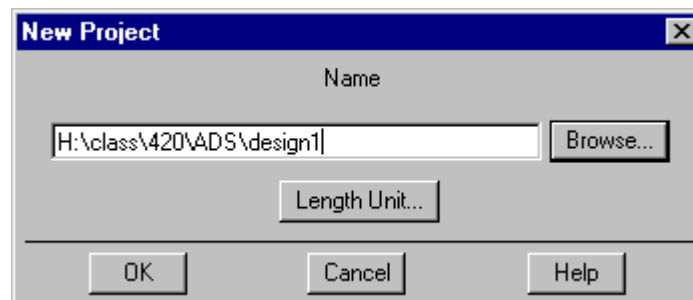 New Project
Name
H:\class\420\ADS\design1
Browse...
Length Unit...
OK Cancel Help